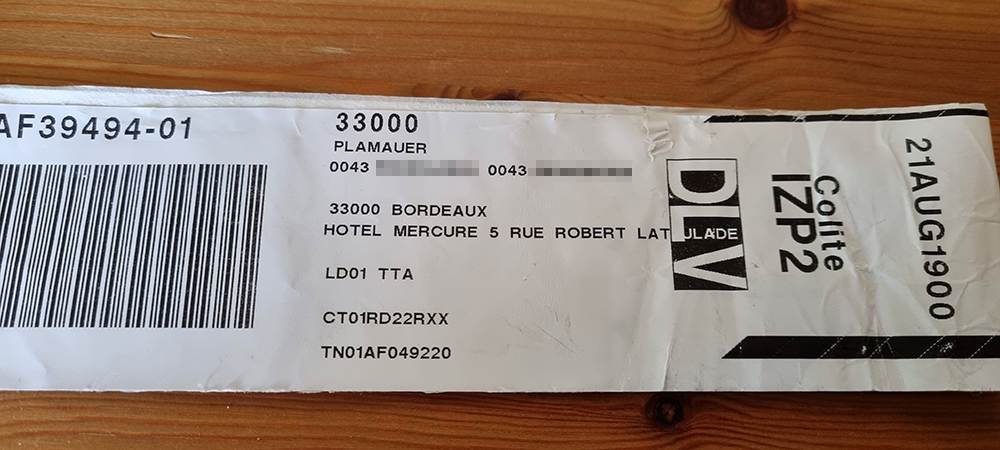 AF39494-01
33000
PLAMAUER
0043 0043
33000 BORDEAUX
HOTEL MERCURE 5 RUE ROBERT LATULADE
LD01 TTA
CT01RD22RXX
TN01AF049220
DLV
Colite
IZP2
21AUG1900